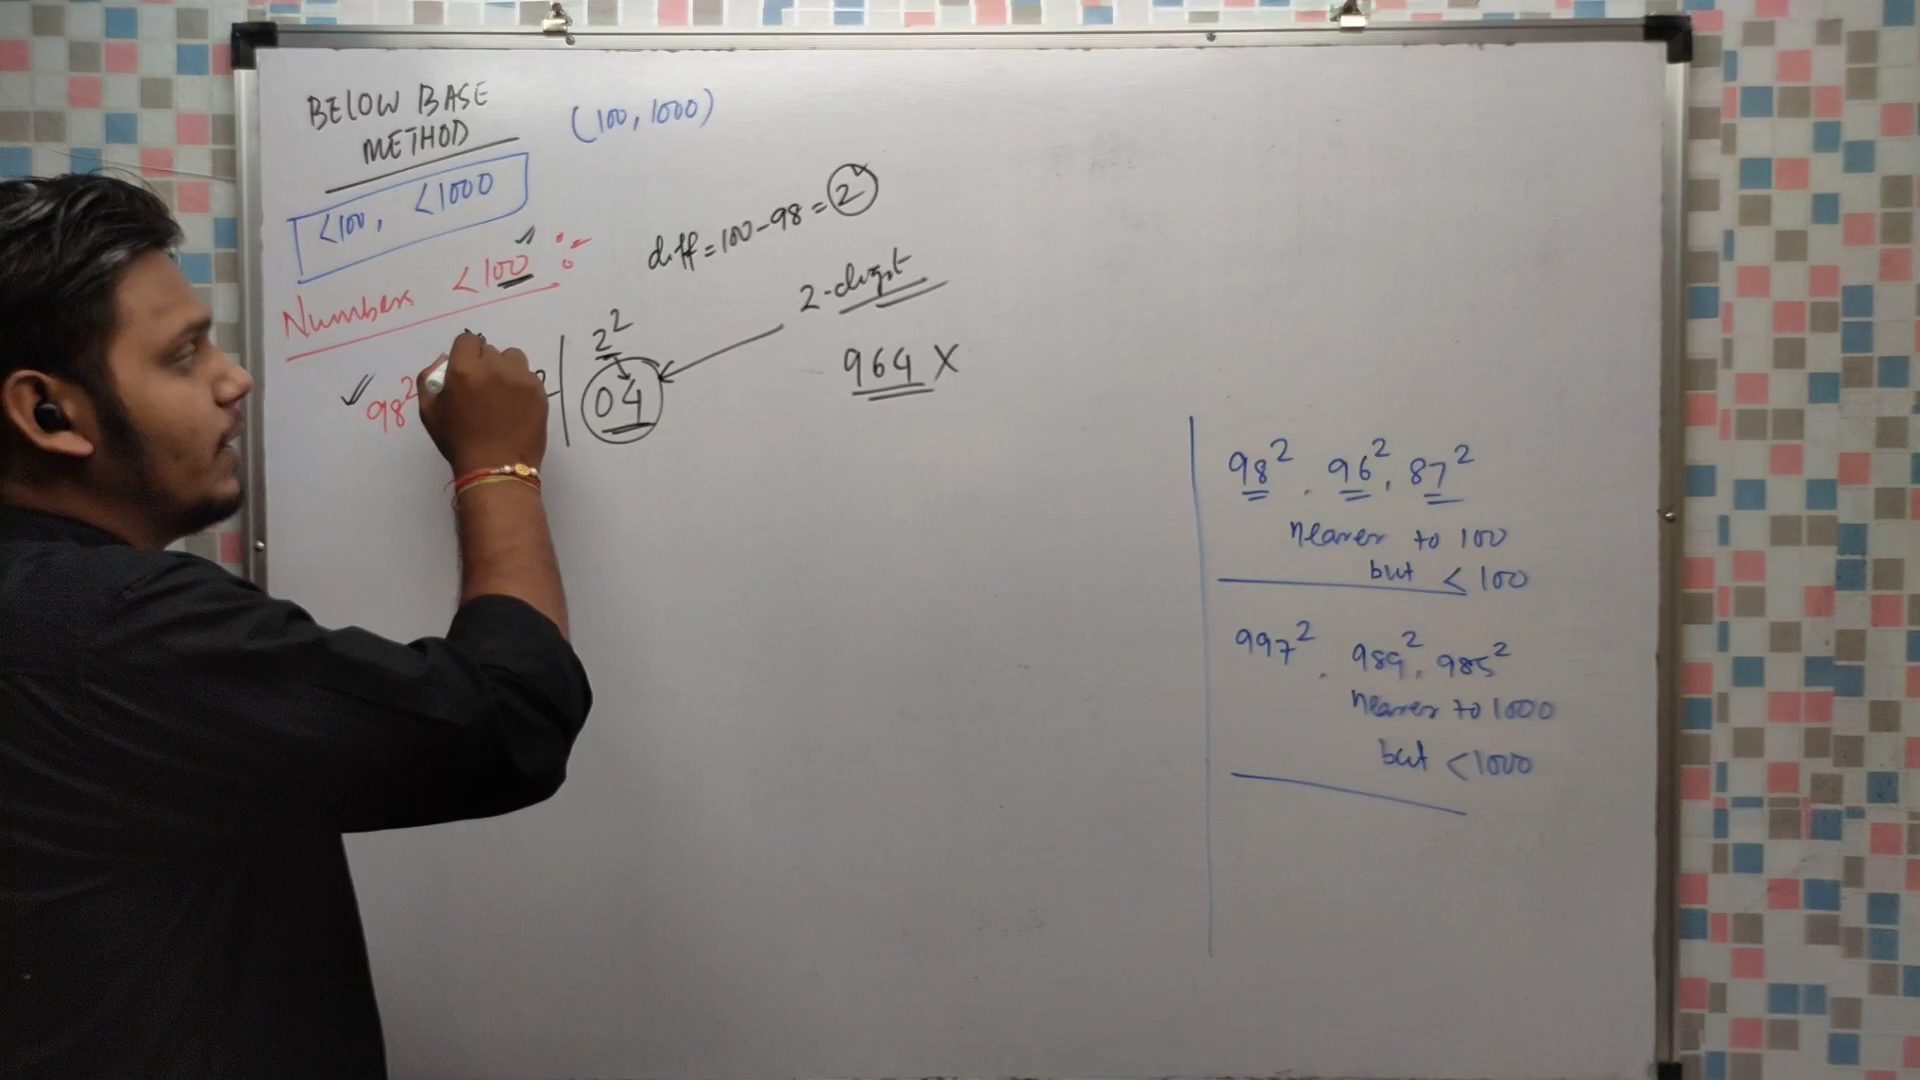 BELOW BASE
METHOD
(100, 1000)
<100, <1000
Numbers <100 :-
diff = 100-98 = 2
2-digit
98²
2²
04
964 X
98², 96², 87²
nearer to 100
but < 100
997², 989², 985²
nearer to 1000
but <1000